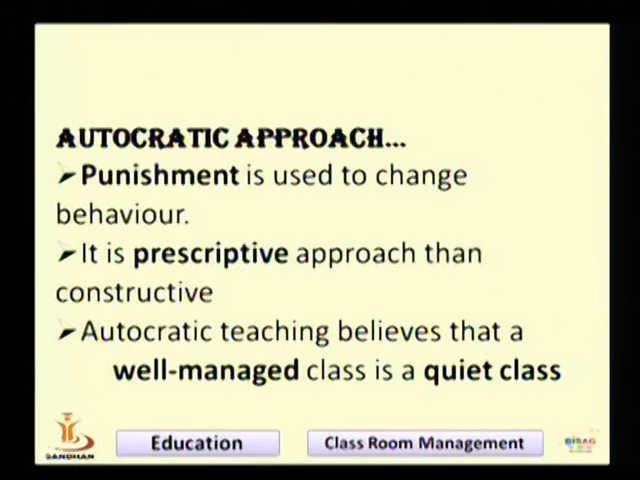 AUTOCRATIC APPROACH...
➤Punishment is used to change
behaviour.
➤It is prescriptive approach than
constructive
➤Autocratic teaching believes that a
well-managed class is a quiet class
SANDHAN
Education
Class Room Management
BISAG